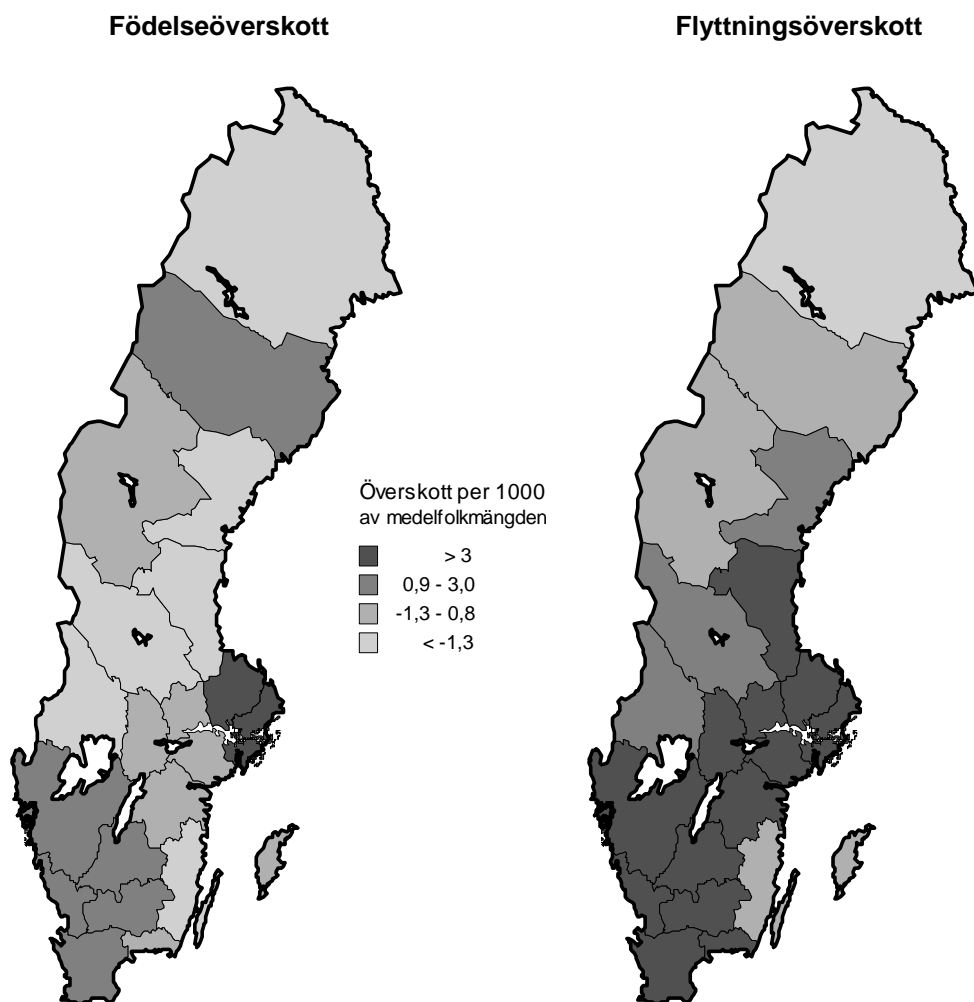 Födelseöverskott
Flyttningsöverskott
Överskott per 1000
av medelfolkmängden
> 3
0,9 - 3,0
-1,3 - 0,8
< -1,3